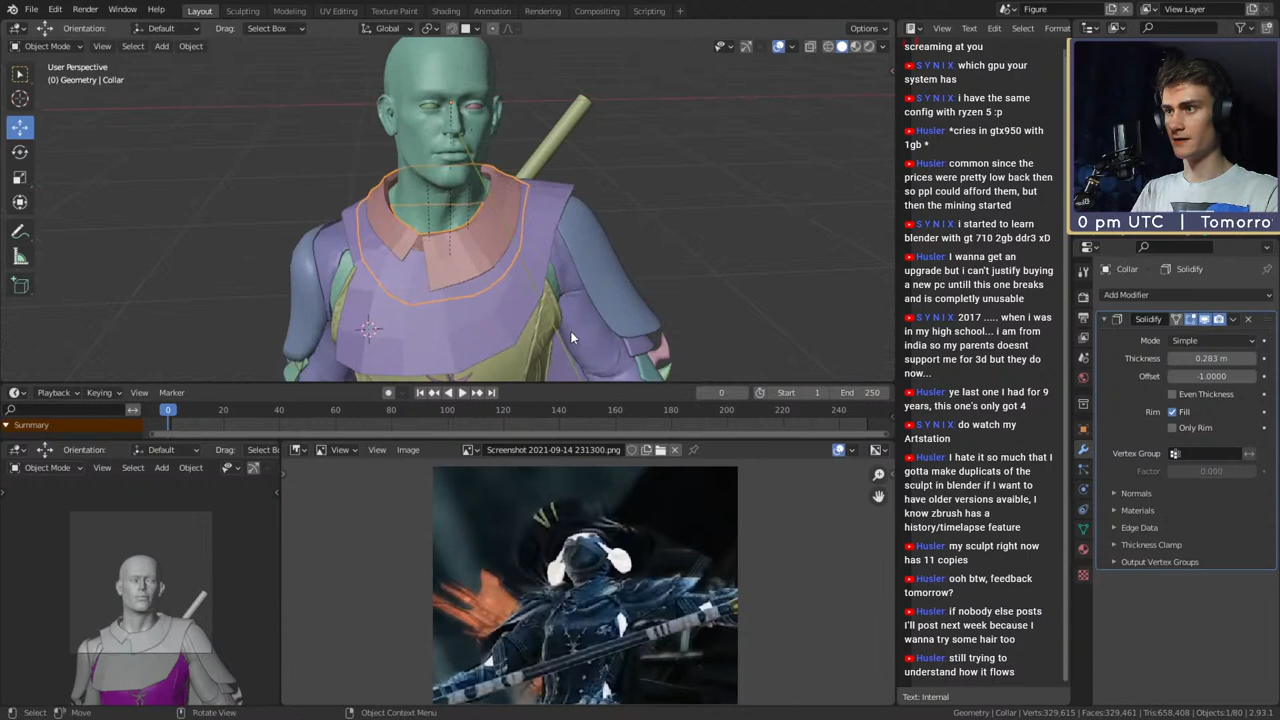 File Edit Render Window Help Layout Sculpting Modeling UV Editing Texture Paint Shading Animation Rendering Compositing Scripting + Figure View Layer
Orientation: Default Drag: Select Box Global Options
Object Mode View Select Add Object
View Text Edit Select Format
User Perspective
(0) Geometry | Collar
screaming at you
S Y N I X which gpu your
system has
S Y N I X i have the same
config with ryzen 5 :p
Husler *cries in gtx950 with
1gb *
Husler common since the
prices were pretty low back then
so ppl could afford them, but
then the mining started
S Y N I X i started to learn
blender with gt 710 2gb ddr3 xD
Husler I wanna get an
upgrade but i can't justify buying
a new pc untill this one breaks
and is completly unusable
S Y N I X 2017 ..... when i was
in my high school... i am from
india so my parents doesnt
support me for 3d but they do
now...
Husler ye last one I had for 9
years, this one's only got 4
S Y N I X do watch my
Artstation
Husler I hate it so much that I
gotta make duplicats of the
sculpt in blender if I want to
have older versions avaible, I
know zbrush has a
history/timelapse feature
Husler my sculpt right now
has 11 copies
Husler ooh btw, feedback
tomorrow?
Husler if nobody else posts
I'll post next week because I
wanna try some hair too
Husler still trying to
understand how it flows
Text: Internal
0 pm UTC | Tomorro
Collar Solidify
Add Modifier
Solidify
Mode Simple
Thickness 0.283 m
Offset -1.0000
Even Thickness
Rim Fill
Only Rim
Vertex Group
Factor 0.000
Normals
Materials
Edge Data
Thickness Clamp
Output Vertex Groups
Playback Keying View Marker 0 Start 1 End 250
0 20 40 60 80 100 120 140 160 180 200 220 240
Summary
Orientation: Default Drag: Select B
Object Mode View Select Add Object
View View Image Screenshot 2021-09-14 231300.png
Select Move Rotate View Object Context Menu
Geometry | Collar | Verts:329,615 | Faces:329,461 | Tris:658,408 | Objects:1/80 | 2.93.1